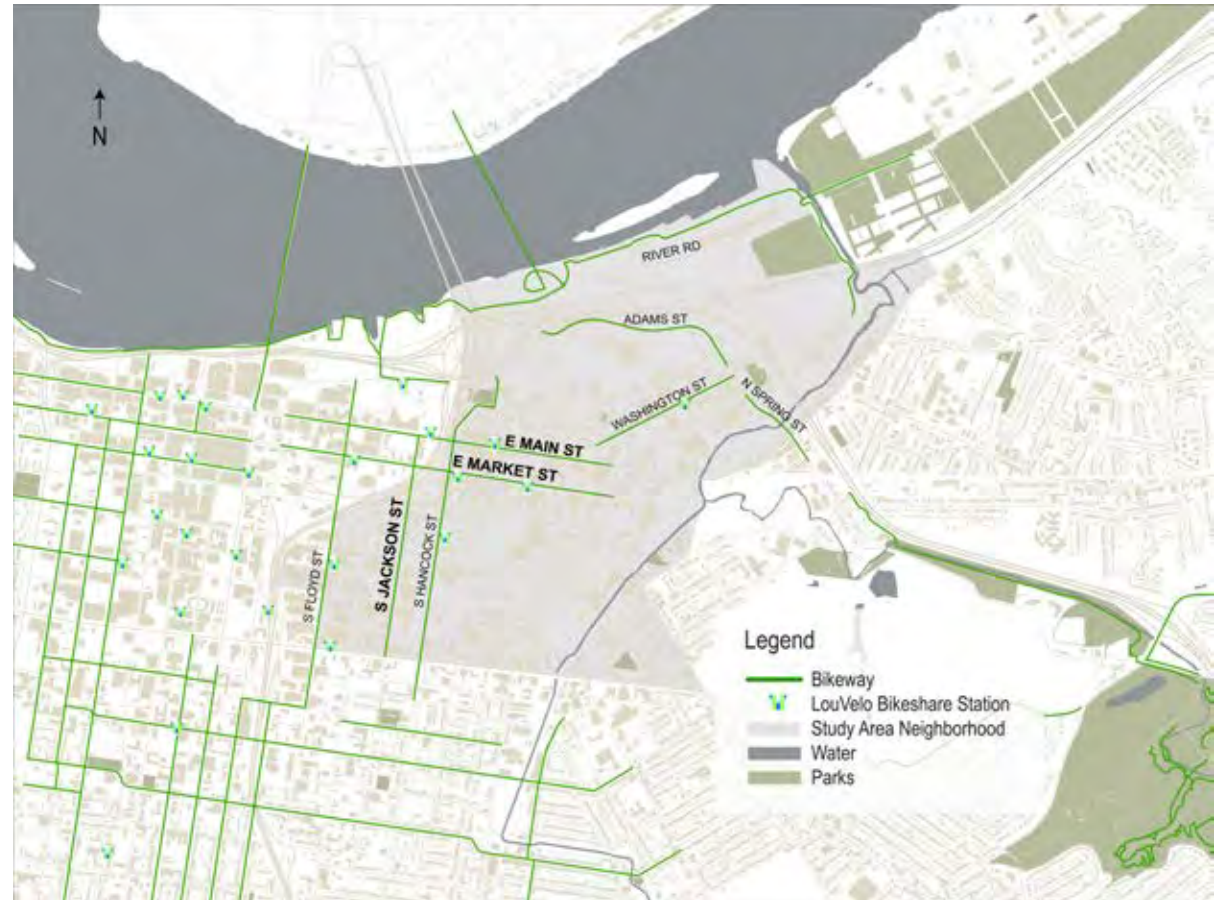 N
RIVER RD
ADAMS ST
WASHINGTON ST
N SPRING ST
E MAIN ST
E MARKET ST
S JACKSON ST
S HANCOCK ST
S FLOYD ST
Legend
Bikeway
LouVelo Bikeshare Station
Study Area Neighborhood
Water
Parks